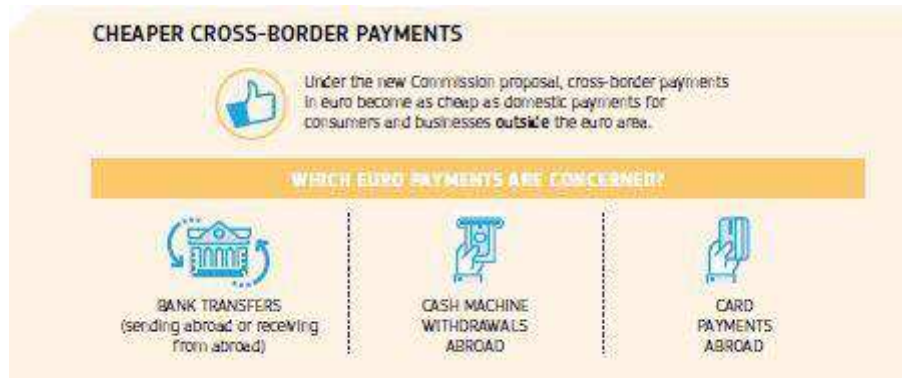 CHEAPER CROSS-BORDER PAYMENTS
Under the new Commission proposal, cross-border payments
in euro become as cheap as domestic payments for
consumers and businesses outside the euro area.
WHICH EURO PAYMENTS ARE CONCERNED?
BANK TRANSFERS
(sending abroad or receiving
from abroad)
CASH MACHINE
WITHDRAWALS
ABROAD
CARD
PAYMENTS
ABROAD